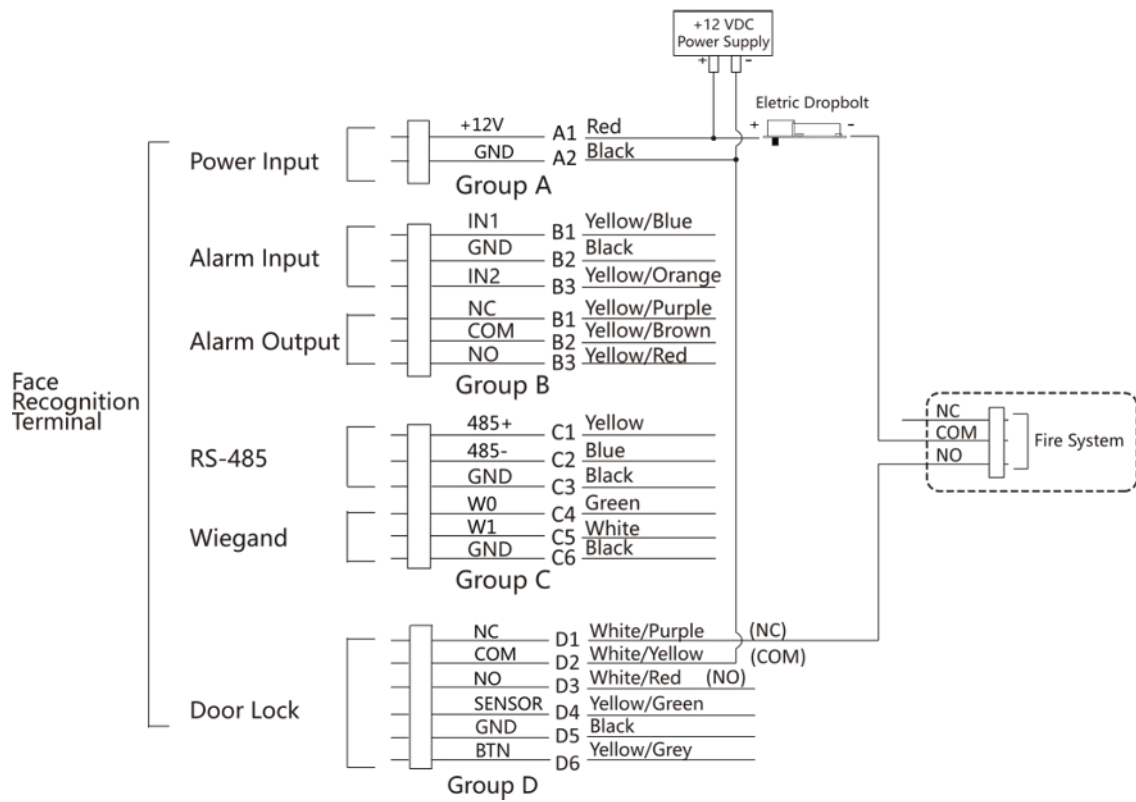 +12 VDC
Power Supply
+ -
Eletric Dropbolt
+ -
Face
Recognition
Terminal
Power Input
+12V A1 Red
GND A2 Black
Group A
Alarm Input
IN1 B1 Yellow/Blue
GND B2 Black
IN2 B3 Yellow/Orange
Alarm Output
NC B1 Yellow/Purple
COM B2 Yellow/Brown
NO B3 Yellow/Red
Group B
RS-485
485+ C1 Yellow
485- C2 Blue
GND C3 Black
Wiegand
W0 C4 Green
W1 C5 White
GND C6 Black
Group C
NC
COM
NO
Fire System
Door Lock
NC D1 White/Purple (NC)
COM D2 White/Yellow (COM)
NO D3 White/Red (NO)
SENSOR D4 Yellow/Green
GND D5 Black
BTN D6 Yellow/Grey
Group D